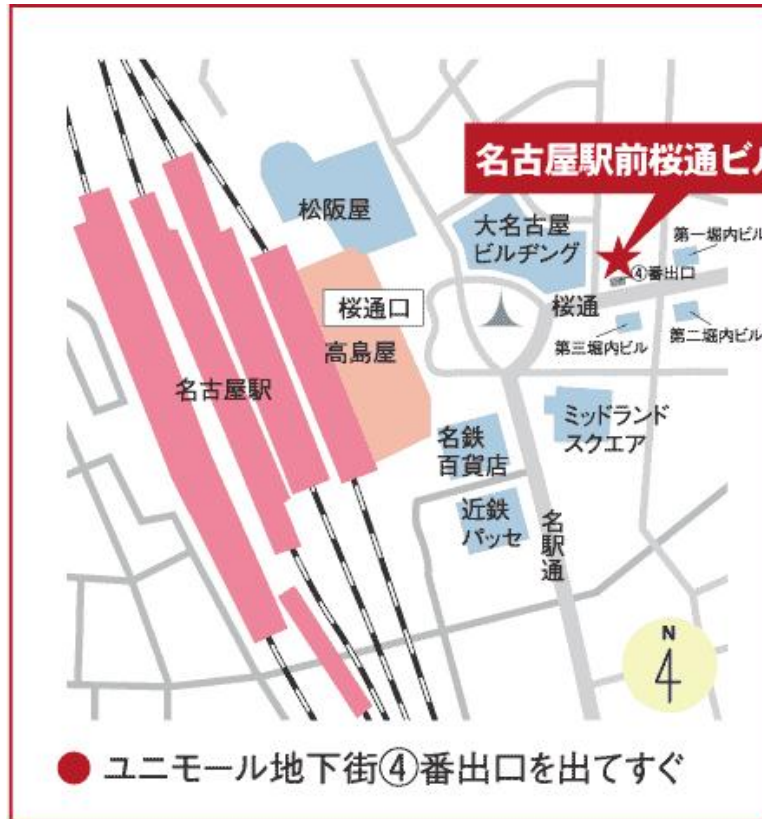 名古屋駅前桜通ビル
松阪屋
大名古屋
ビルヂング
第一堀内ビル
④番出口
桜通口
桜通
高島屋
第三堀内ビル
第二堀内ビル
名古屋駅
ミッドランド
スクエア
名鉄
百貨店
近鉄
パッセ
名駅通
N
● ユニモール地下街④番出口を出てすぐ